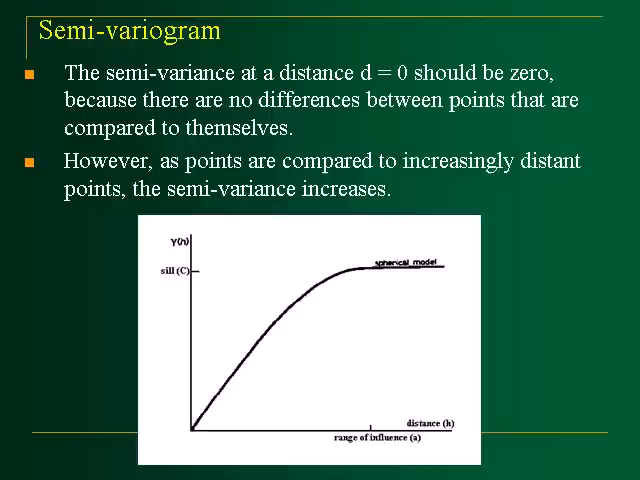 Semi-variogram
The semi-variance at a distance d = 0 should be zero,
because there are no differences between points that are
compared to themselves.
However, as points are compared to increasingly distant
points, the semi-variance increases.
γ(h)
spherical model
sill (C)
distance (h)
range of influence (a)